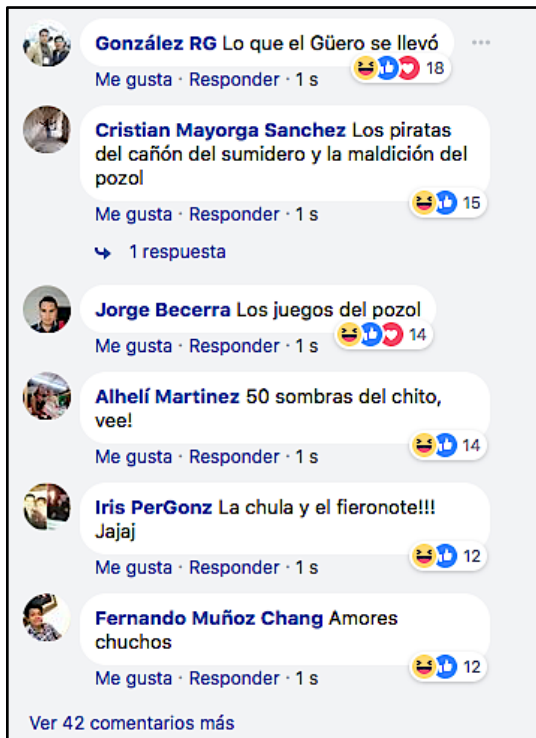 González RG Lo que el Güero se llevó
18
Me gusta · Responder · 1 s
Cristian Mayorga Sanchez Los piratas
del cañón del sumidero y la maldición del
pozol
15
Me gusta · Responder · 1 s
1 respuesta
Jorge Becerra Los juegos del pozol
14
Me gusta · Responder · 1 s
Alhelí Martinez 50 sombras del chito,
vee!
14
Me gusta · Responder · 1 s
Iris PerGonz La chula y el fieronote!!!
Jajaj
12
Me gusta · Responder · 1 s
Fernando Muñoz Chang Amores
chuchos
12
Me gusta · Responder · 1 s
Ver 42 comentarios más